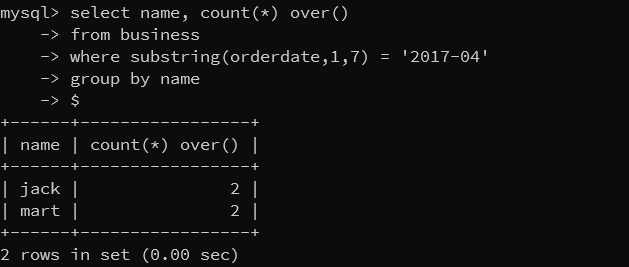 mysql> select name, count(*) over()
    -> from business
    -> where substring(orderdate,1,7) = '2017-04'
    -> group by name
    -> $
+------+-----------------+
| name | count(*) over() |
+------+-----------------+
| jack |               2 |
| mart |               2 |
+------+-----------------+
2 rows in set (0.00 sec)